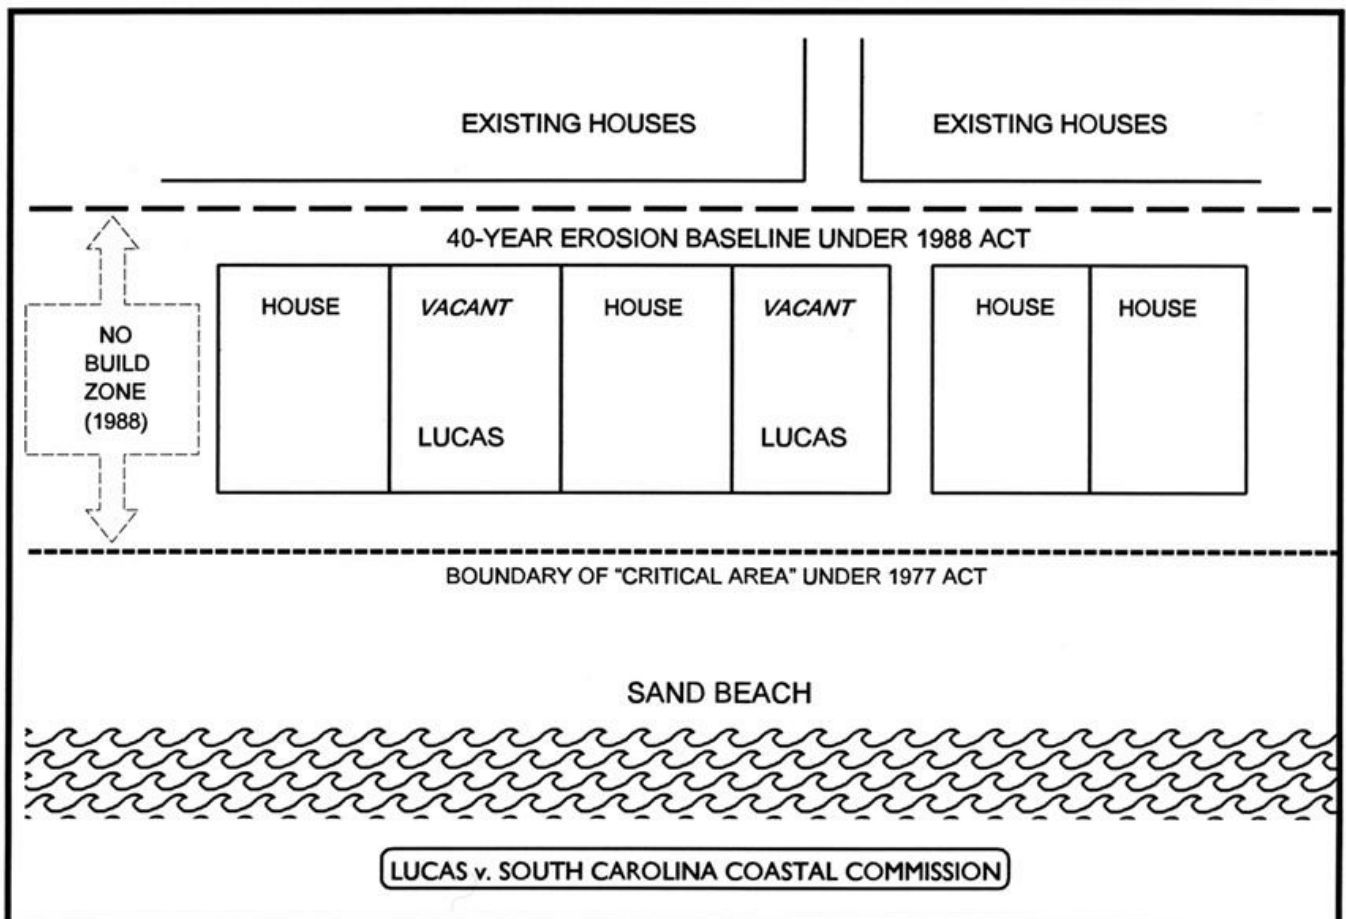 EXISTING HOUSES EXISTING HOUSES
40-YEAR EROSION BASELINE UNDER 1988 ACT
HOUSE VACANT HOUSE VACANT HOUSE HOUSE
NO
BUILD
ZONE
(1988)
LUCAS LUCAS
BOUNDARY OF "CRITICAL AREA" UNDER 1977 ACT
SAND BEACH
LUCAS v. SOUTH CAROLINA COASTAL COMMISSION